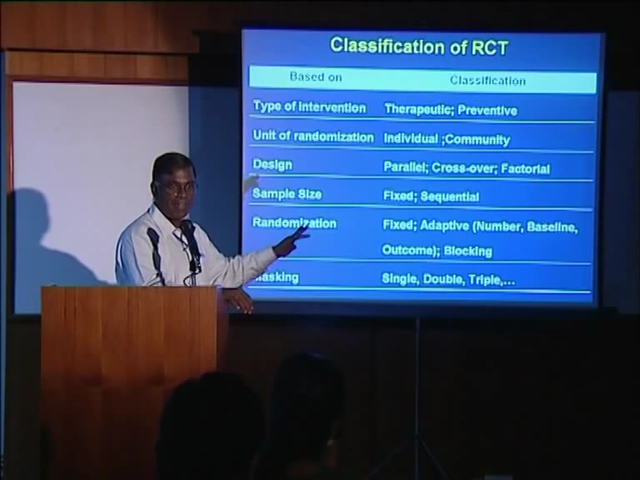 Classification of RCT
Based on Classification
Type of Intervention Therapeutic; Preventive
Unit of randomization Individual ;Community
Design Parallel; Cross-over; Factorial
Sample Size Fixed; Sequential
Randomization Fixed; Adaptive (Number, Baseline,
Outcome); Blocking
Masking Single, Double, Triple,...